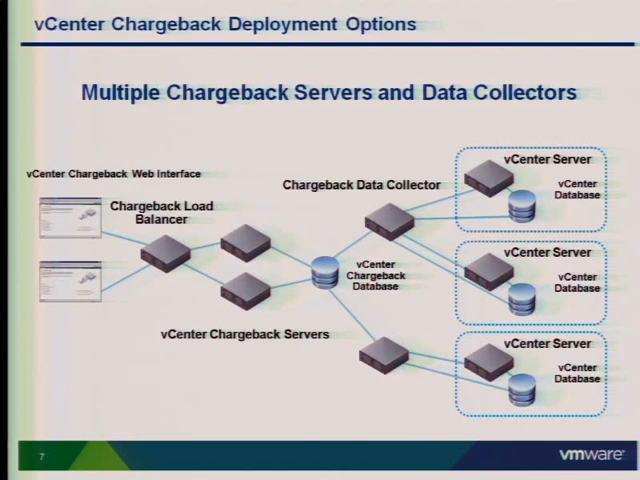 vCenter Chargeback Deployment Options
Multiple Chargeback Servers and Data Collectors
vCenter Chargeback Web Interface
Chargeback Load
Balancer
vCenter Chargeback Servers
vCenter
Chargeback
Database
Chargeback Data Collector
vCenter Server
vCenter
Database
vCenter Server
vCenter
Database
vCenter Server
vCenter
Database
7
vmware